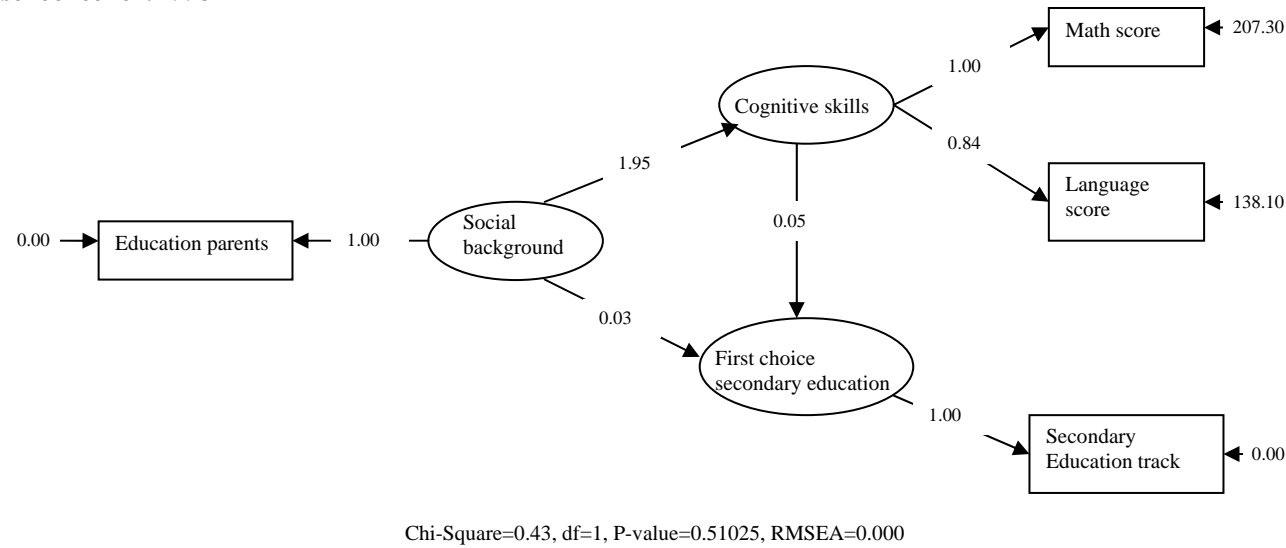 Math score
207.30
1.00
Cognitive skills
0.84
1.95
Language
score
138.10
Social
background
0.05
0.00
Education parents
1.00
0.03
First choice
secondary education
1.00
Secondary
Education track
0.00
Chi-Square=0.43, df=1, P-value=0.51025, RMSEA=0.000